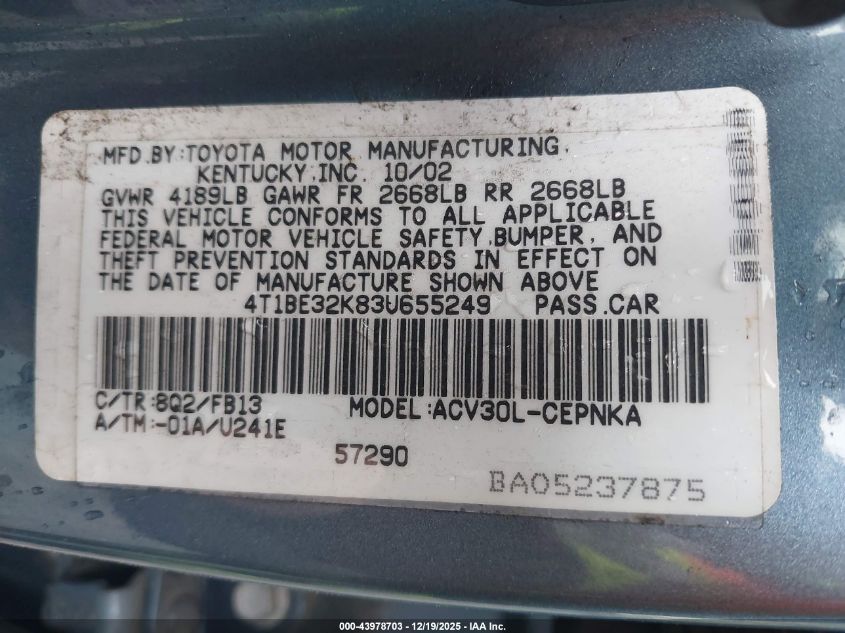 MFD.BY:TOYOTA MOTOR MANUFACTURING,
KENTUCKY,INC. 10/02
GVWR 4189LB GAWR FR 2668LB RR 2668LB
THIS VEHICLE CONFORMS TO ALL APPLICABLE
FEDERAL MOTOR VEHICLE SAFETY,BUMPER, AND
THEFT PREVENTION STANDARDS IN EFFECT ON
THE DATE OF MANUFACTURE SHOWN ABOVE
4T1BE32K83U655249 PASS.CAR
C/TR:8Q2/FB13 MODEL:ACV30L-CEPNKA
A/TM:-01A/U241E
57290
BA05237875
000-43978703 - 12/19/2025 - IAA Inc.